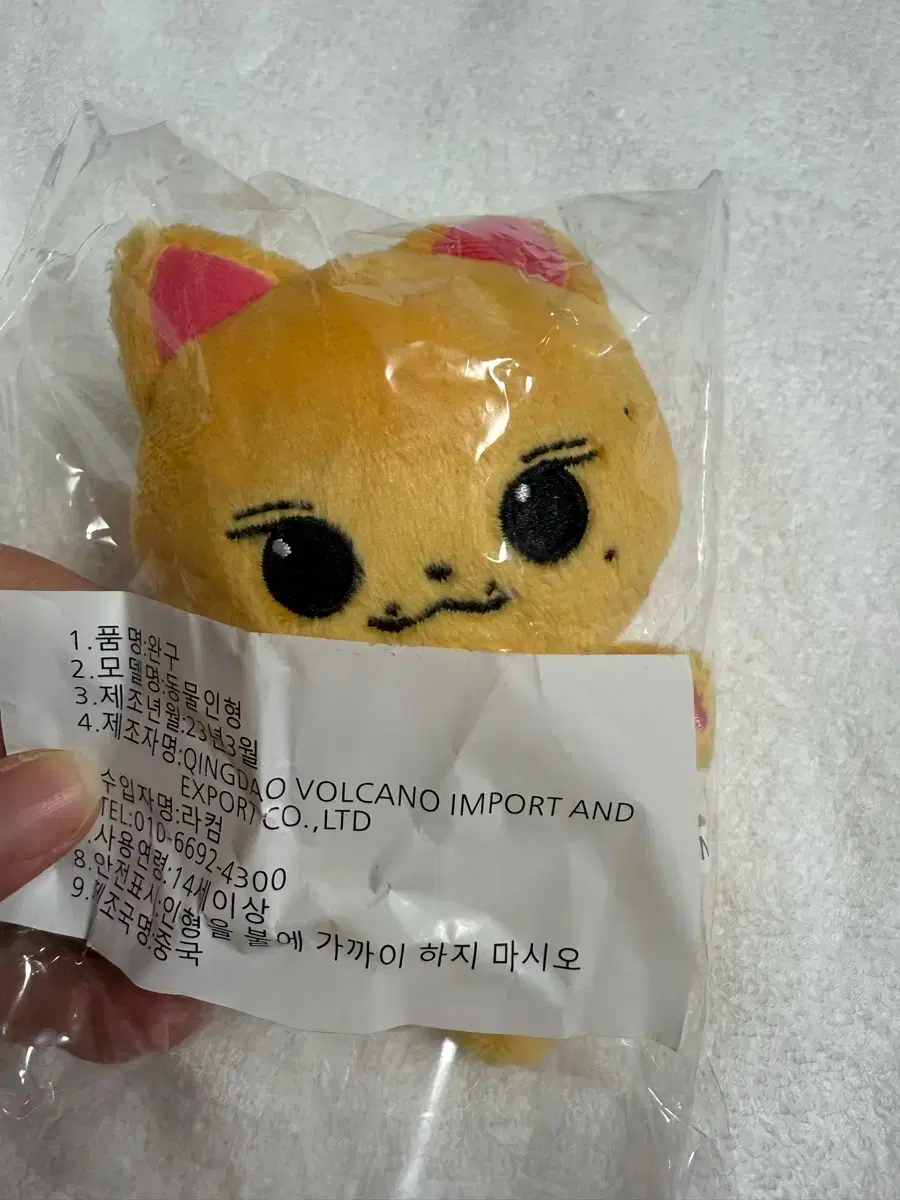 1.품명:완구
2.모델명:동물인형
3.제조년월:23년3월
4.제조자명:QINGDAO VOLCANO IMPORT AND
EXPORT CO.,LTD
수입자명:라컴
TEL:010-6692-4300
사용연령:14세이상
8.안전표시:인형을 불에 가까이 하지 마시오
9.제조국명:중국